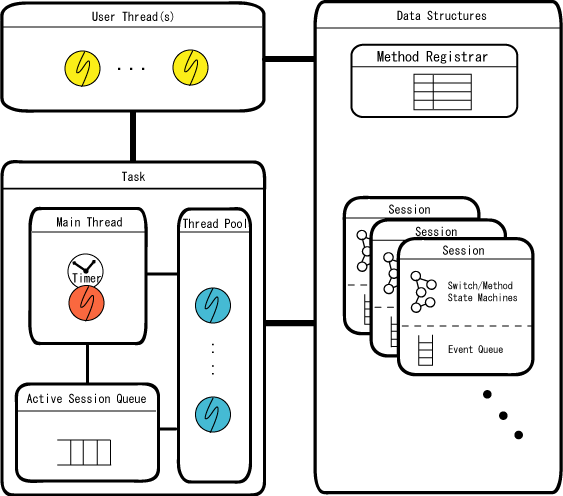 User Thread(s)
Data Structures
Method Registrar
Task
Main Thread
Timer
Thread Pool
Active Session Queue
Session
Session
Session
Switch/Method
State Machines
Event Queue